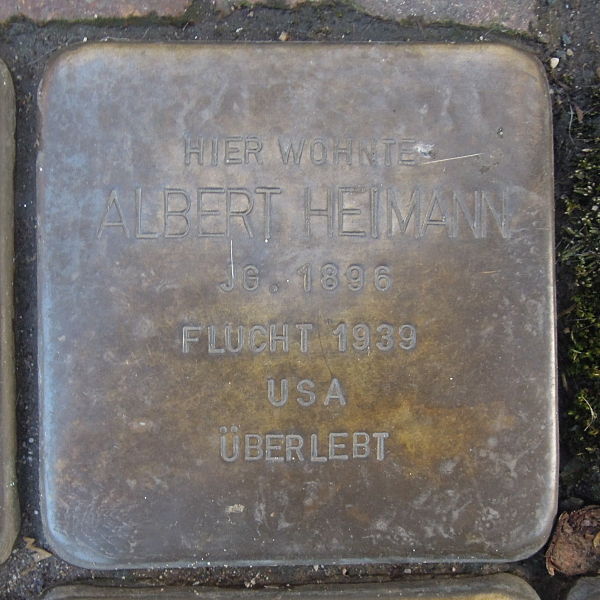 HIER WOHNTE
ALBERT HEIMANN
JG. 1896
FLUCHT 1939
USA
ÜBERLEBT